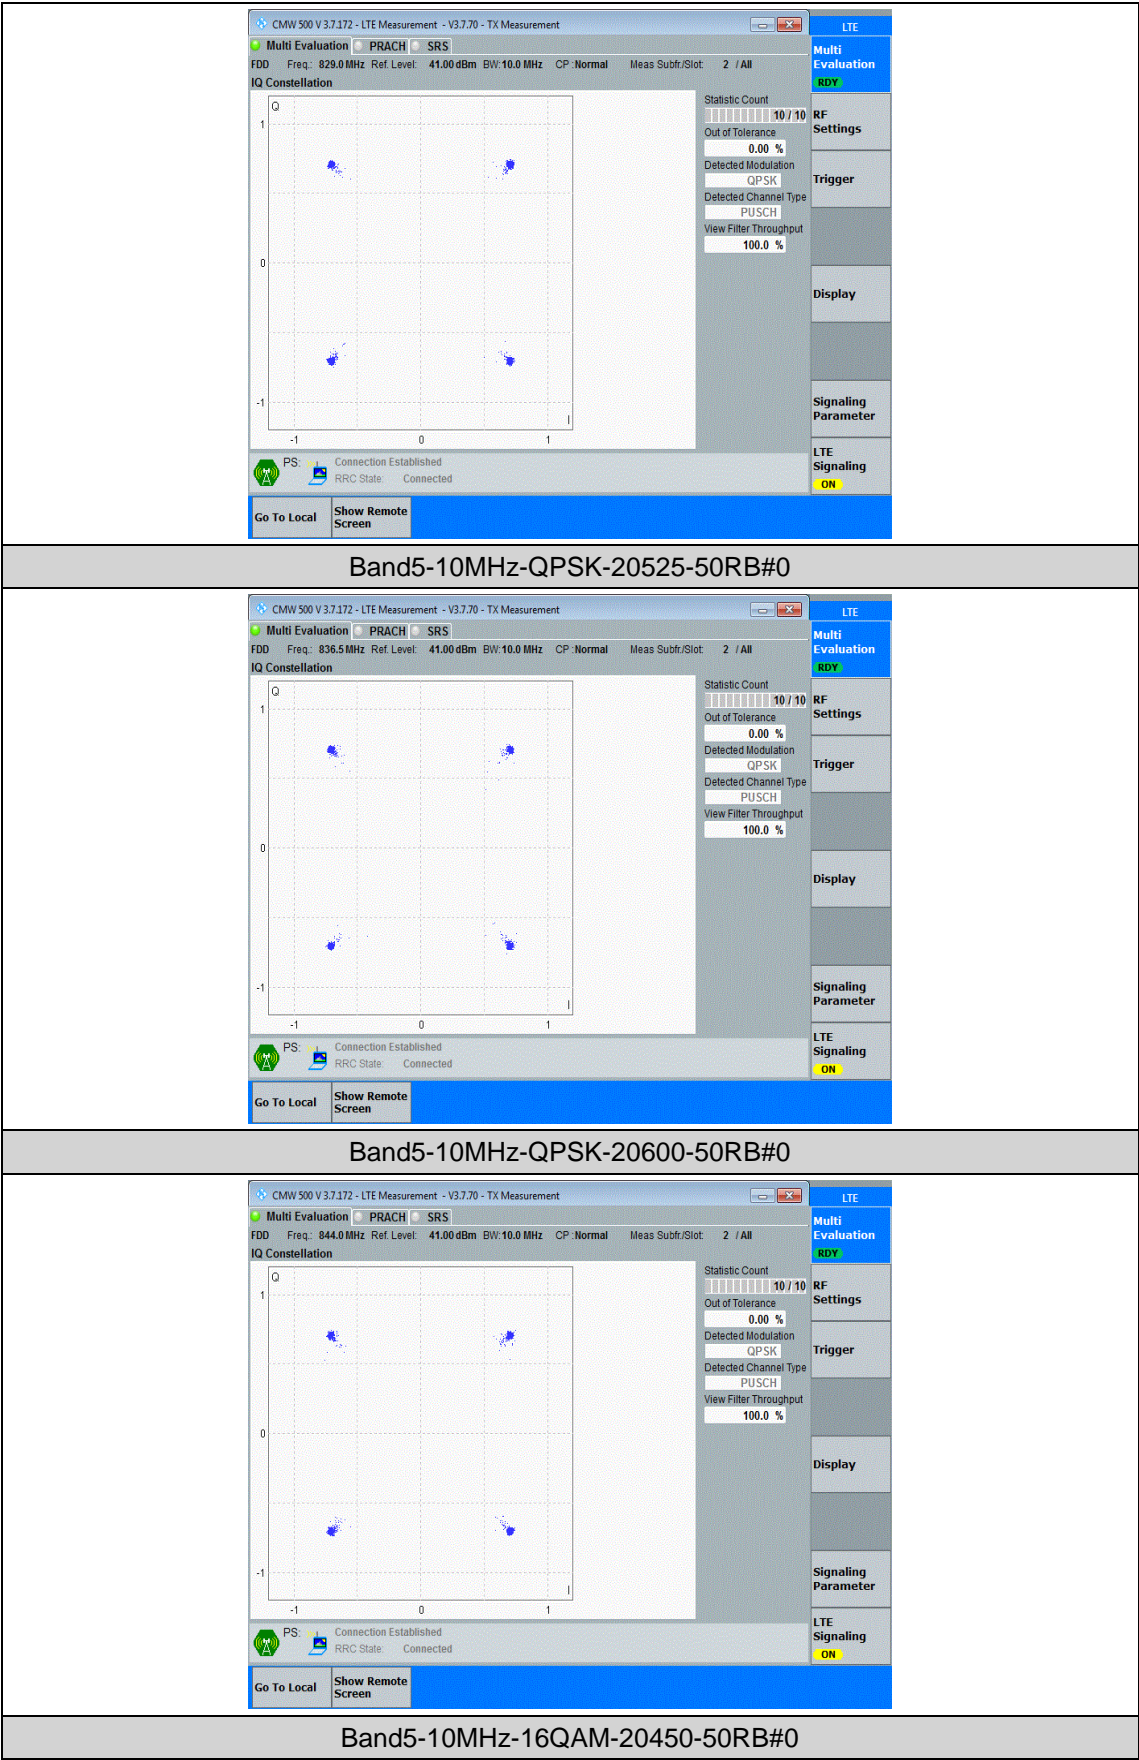 CMW 500 V 3.7.172 - LTE Measurement - V3.7.70 - TX Measurement
LTE
Multi Evaluation PRACH SRS
Multi
Evaluation
RDY
FDD Freq.: 829.0 MHz Ref. Level: 41.00 dBm BW: 10.0 MHz CP : Normal Meas Subfr./Slot: 2 / All
IQ Constellation
Statistic Count
10 / 10
Out of Tolerance
0.00 %
Detected Modulation
QPSK
Detected Channel Type
PUSCH
View Filter Throughput
100.0 %
Q
1
0
-1
I
-1 0 1
RF
Settings
Trigger
Display
Signaling
Parameter
LTE
Signaling
ON
PS: Connection Established
RRC State: Connected
Go To Local
Show Remote
Screen
Band5-10MHz-QPSK-20525-50RB#0
CMW 500 V 3.7.172 - LTE Measurement - V3.7.70 - TX Measurement
LTE
Multi Evaluation PRACH SRS
Multi
Evaluation
RDY
FDD Freq.: 836.5 MHz Ref. Level: 41.00 dBm BW: 10.0 MHz CP : Normal Meas Subfr./Slot: 2 / All
IQ Constellation
Statistic Count
10 / 10
Out of Tolerance
0.00 %
Detected Modulation
QPSK
Detected Channel Type
PUSCH
View Filter Throughput
100.0 %
Q
1
0
-1
I
-1 0 1
RF
Settings
Trigger
Display
Signaling
Parameter
LTE
Signaling
ON
PS: Connection Established
RRC State: Connected
Go To Local
Show Remote
Screen
Band5-10MHz-QPSK-20600-50RB#0
CMW 500 V 3.7.172 - LTE Measurement - V3.7.70 - TX Measurement
LTE
Multi Evaluation PRACH SRS
Multi
Evaluation
RDY
FDD Freq.: 844.0 MHz Ref. Level: 41.00 dBm BW: 10.0 MHz CP : Normal Meas Subfr./Slot: 2 / All
IQ Constellation
Statistic Count
10 / 10
Out of Tolerance
0.00 %
Detected Modulation
QPSK
Detected Channel Type
PUSCH
View Filter Throughput
100.0 %
Q
1
0
-1
I
-1 0 1
RF
Settings
Trigger
Display
Signaling
Parameter
LTE
Signaling
ON
PS: Connection Established
RRC State: Connected
Go To Local
Show Remote
Screen
Band5-10MHz-16QAM-20450-50RB#0